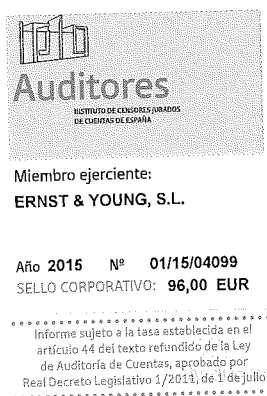 Auditores
INSTITUTO DE CENSORES JURADOS
DE CUENTAS DE ESPAÑA
Miembro ejerciente:
ERNST & YOUNG, S.L.
Año 2015 Nº 01/15/04099
SELLO CORPORATIVO: 96,00 EUR
Informe sujeto a la tasa establecida en el
artículo 44 del texto refundido de la Ley
de Auditoría de Cuentas, aprobado por
Real Decreto Legislativo 1/2011, de 1 de julio